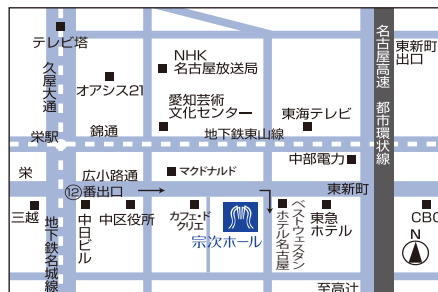 テレビ塔
久屋大通
オアシス21
NHK
名古屋放送局
愛知芸術
文化センター
東海テレビ
名古屋高速 都市環状線
東新町
出口
栄駅
錦通
地下鉄東山線
中部電力
栄
広小路通
マクドナルド
東新町
⑫番出口
三越
地下鉄名城線
中日ビル
中区役所
カフェ・ド
クリエ
宗次ホール
ベストウェスタン
ホテル名古屋
東急
ホテル
CBC
N
至高辻